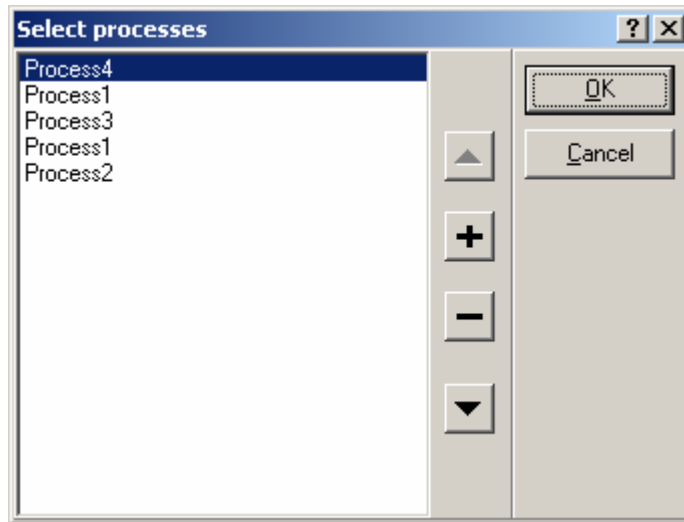 Select processes
Process4
Process1
Process3
Process1
Process2
OK
Cancel